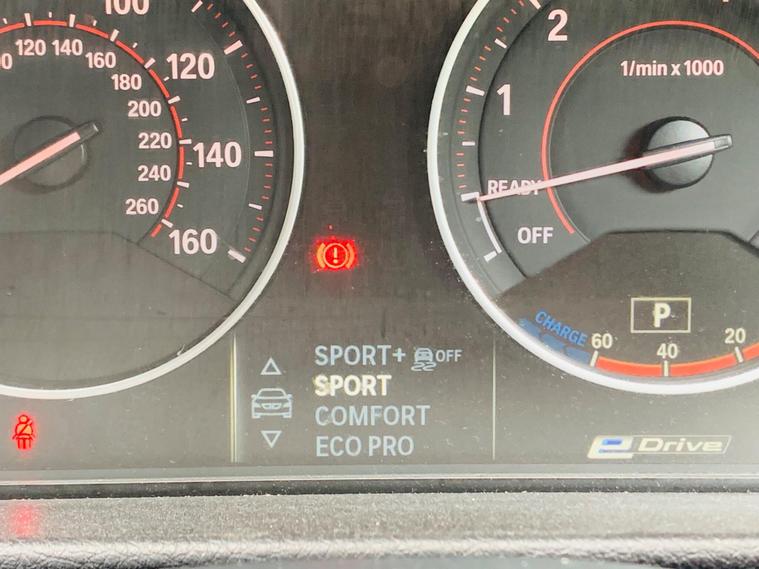 100
120 140
160
180
200
220
240
260
120
140
160
2
1
1/min x 1000
READY
OFF
P
CHARGE
60
40
20
SPORT+ OFF
SPORT
COMFORT
ECO PRO
eDrive